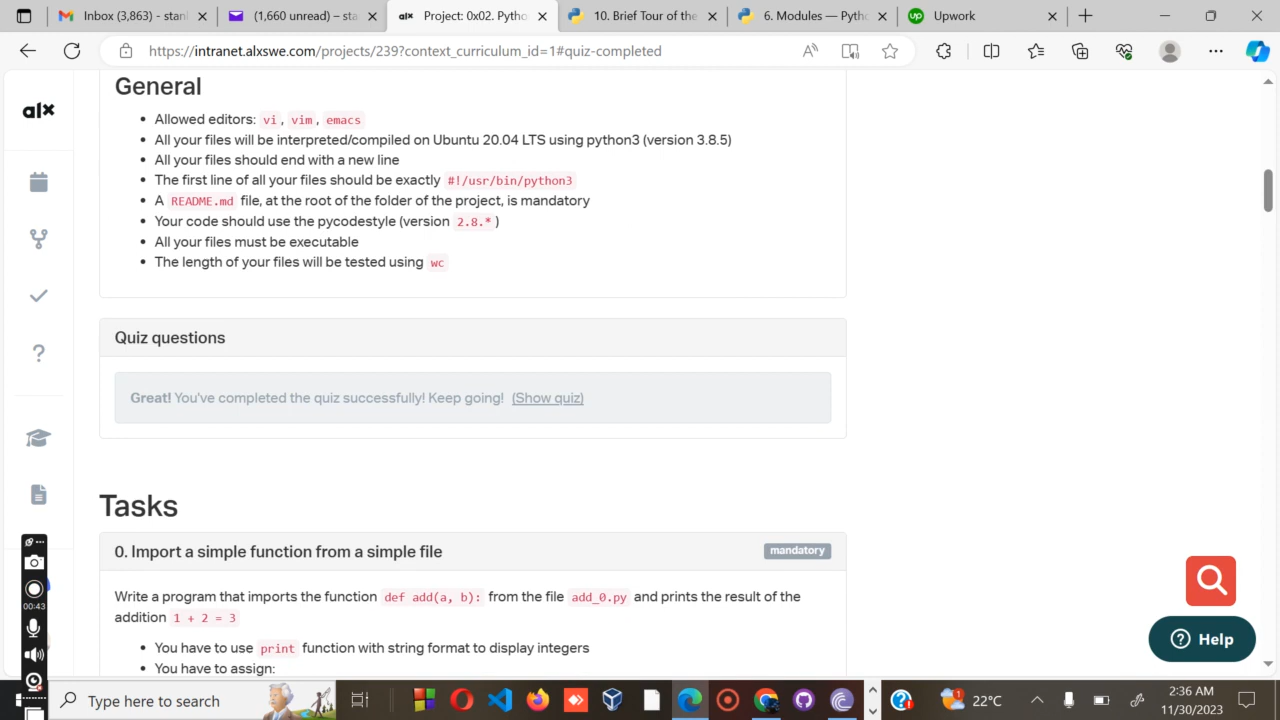 Inbox (3,863) - stani
(1,660 unread) – sta
Project: 0x02. Pytho
10. Brief Tour of the
6. Modules — Pytho
Upwork
https://intranet.alxswe.com/projects/239?context_curriculum_id=1#quiz-completed
alx
General
Allowed editors: vi, vim, emacs
All your files will be interpreted/compiled on Ubuntu 20.04 LTS using python3 (version 3.8.5)
All your files should end with a new line
The first line of all your files should be exactly #!/usr/bin/python3
A README.md file, at the root of the folder of the project, is mandatory
Your code should use the pycodestyle (version 2.8.*)
All your files must be executable
The length of your files will be tested using wc
Quiz questions
Great! You've completed the quiz successfully! Keep going! (Show quiz)
Tasks
0. Import a simple function from a simple file
mandatory
Write a program that imports the function def add(a, b): from the file add_0.py and prints the result of the
addition 1 + 2 = 3
You have to use print function with string format to display integers
You have to assign:
00:43
Help
Type here to search
22°C
2:36 AM
11/30/2023